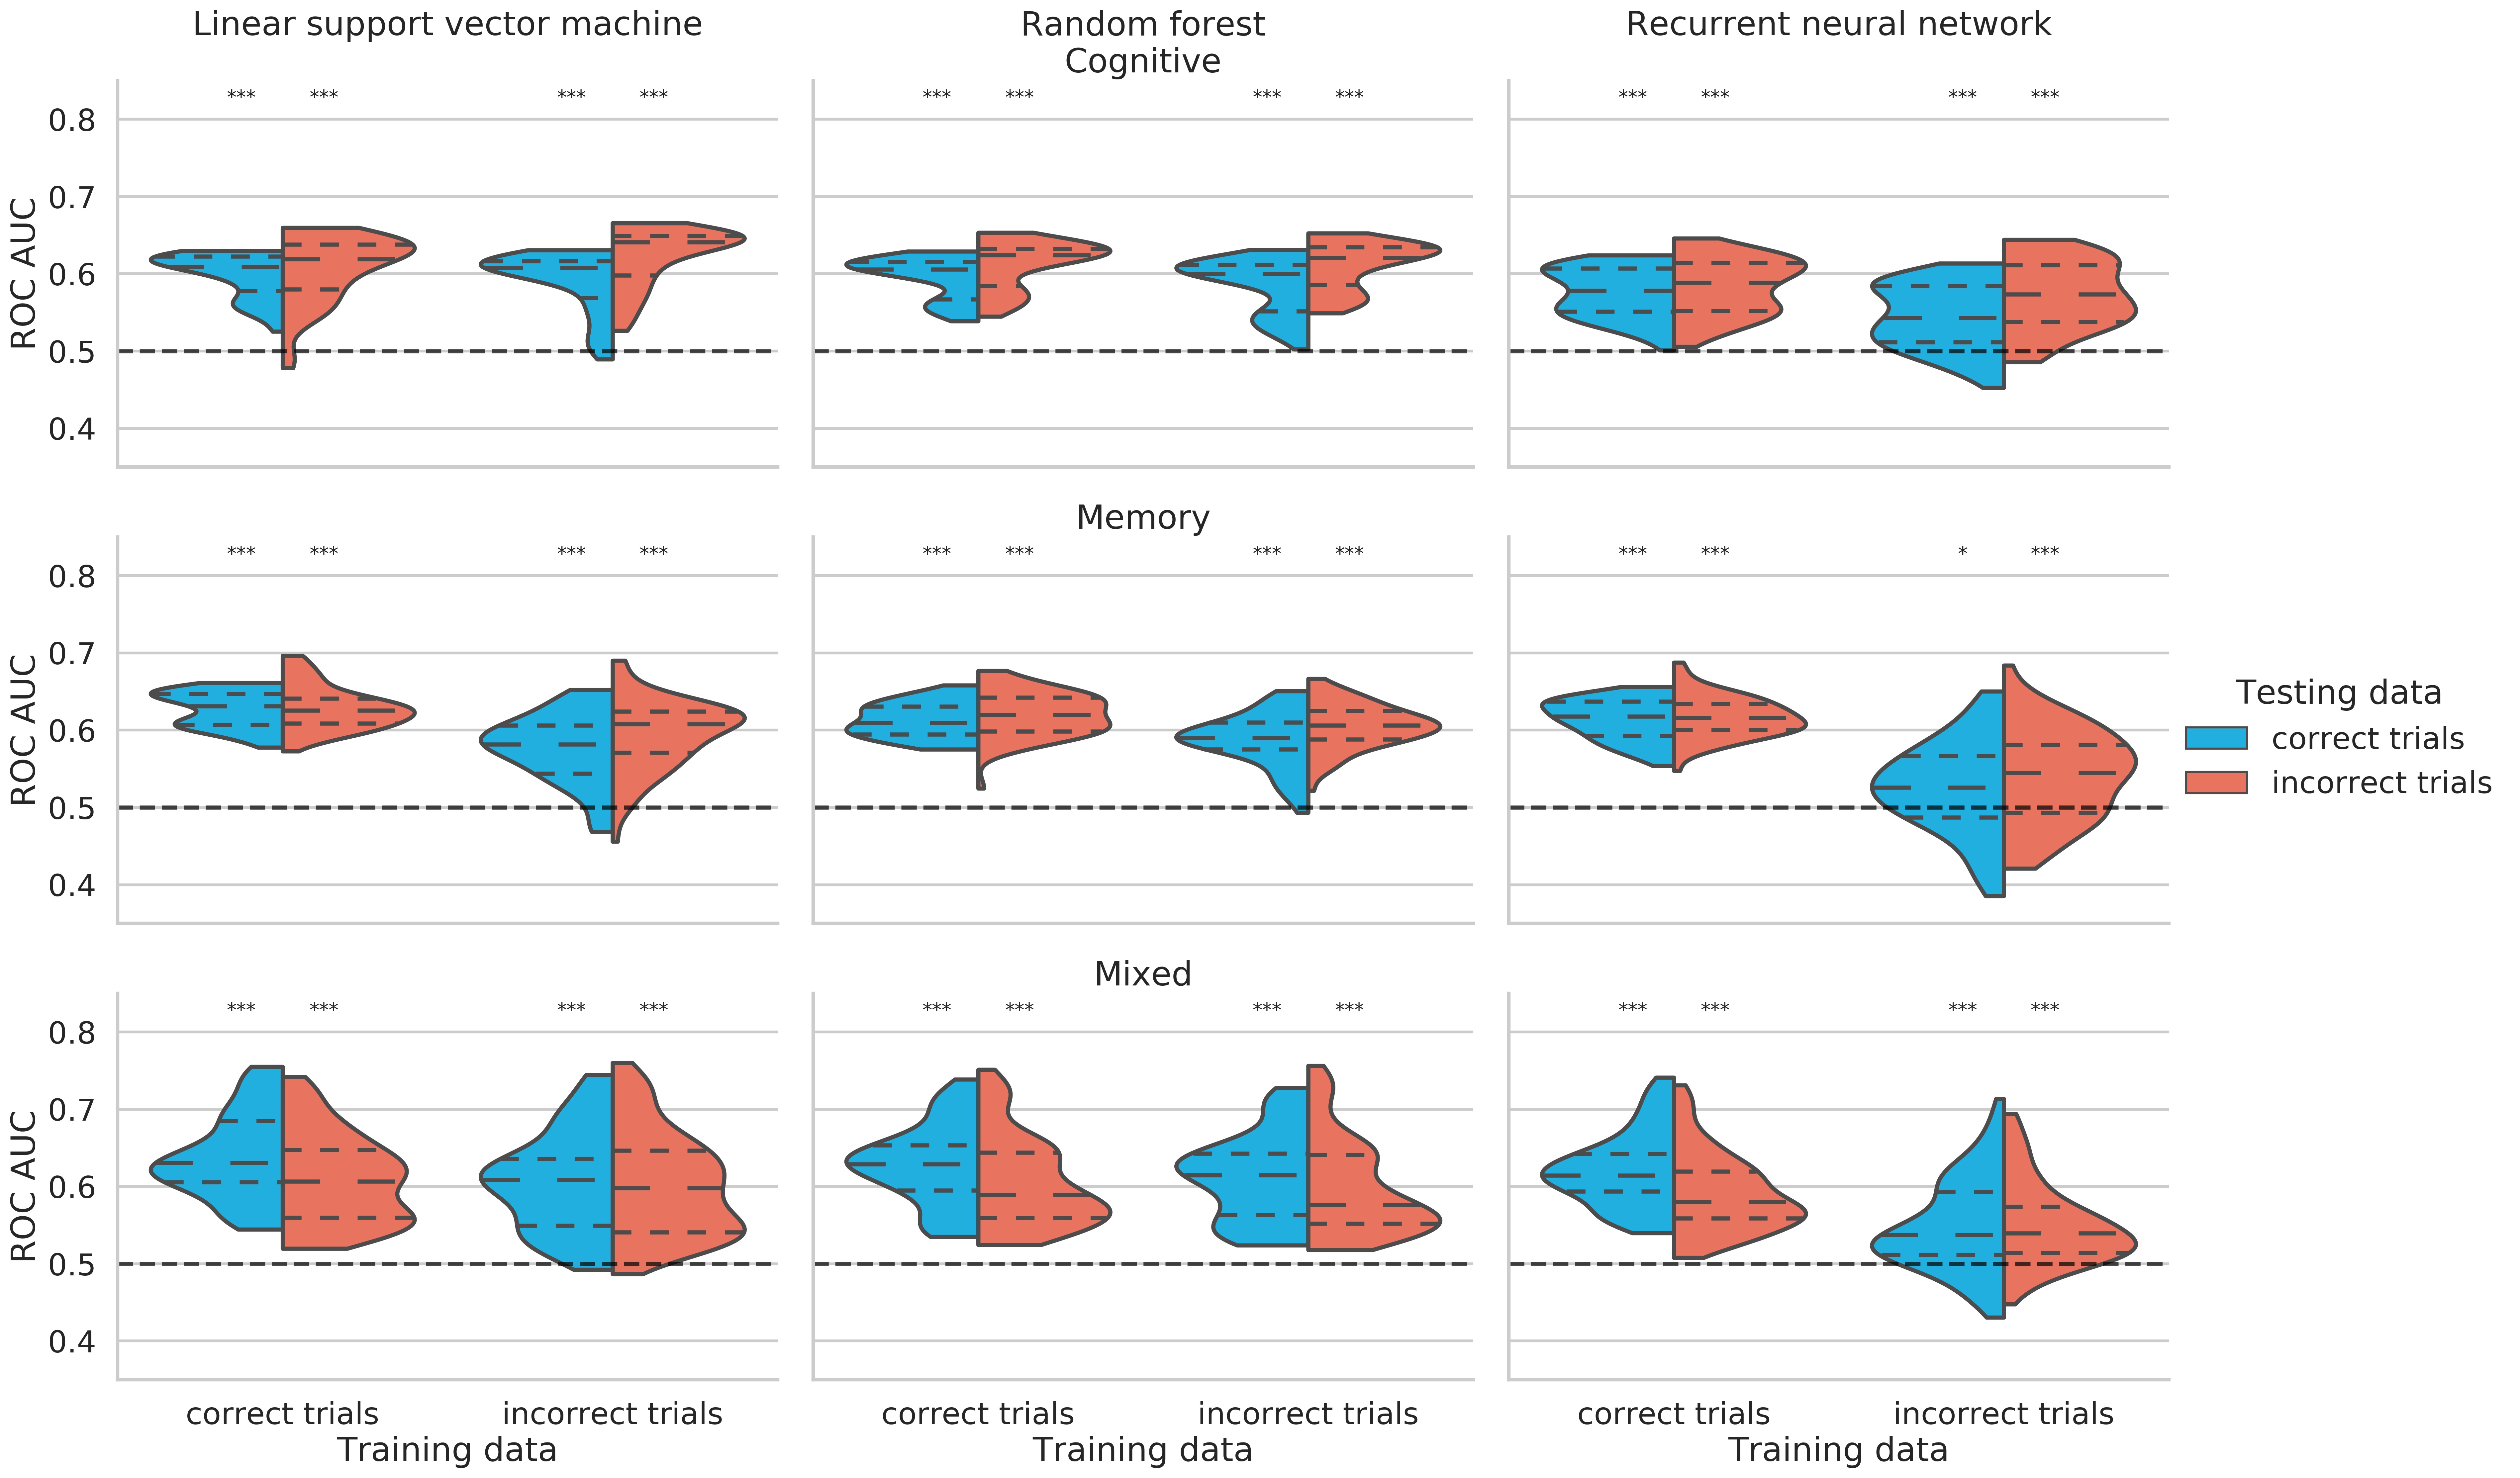 Linear support vector machine
Random forest
Recurrent neural network
Cognitive
*** *** *** ***
*** *** *** ***
*** *** *** ***
ROC AUC
0.8
0.7
0.6
0.5
0.4
Memory
*** *** *** ***
*** *** *** ***
*** *** * ***
ROC AUC
0.8
0.7
0.6
0.5
0.4
Testing data
correct trials
incorrect trials
Mixed
*** *** *** ***
*** *** *** ***
*** *** *** ***
ROC AUC
0.8
0.7
0.6
0.5
0.4
correct trials incorrect trials
Training data
correct trials incorrect trials
Training data
correct trials incorrect trials
Training data